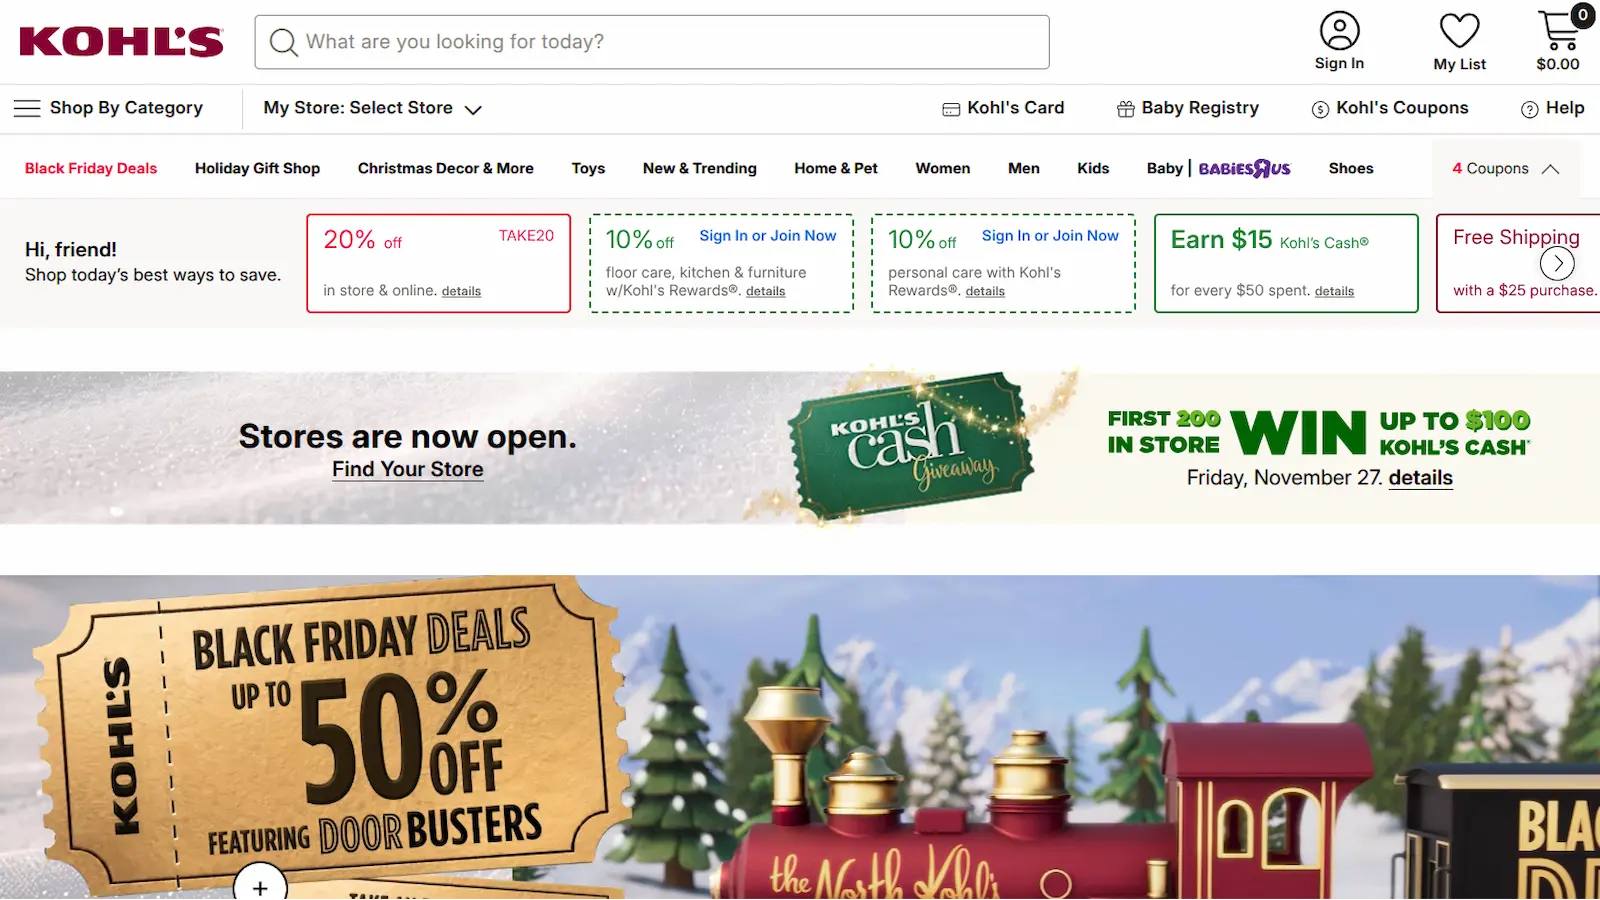 KOHL'S
What are you looking for today?
Sign In
My List
0
$0.00
Shop By Category
My Store: Select Store
Kohl's Card
Baby Registry
Kohl's Coupons
Help
Black Friday Deals
Holiday Gift Shop
Christmas Decor & More
Toys
New & Trending
Home & Pet
Women
Men
Kids
Baby | BABIESRUS
Shoes
4 Coupons
Hi, friend!
Shop today's best ways to save.
20% off
TAKE20
in store & online. details
10% off
Sign In or Join Now
floor care, kitchen & furniture
w/Kohl's Rewards®. details
10% off
Sign In or Join Now
personal care with Kohl's
Rewards®. details
Earn $15 Kohl's Cash®
for every $50 spent. details
Free Shipping
with a $25 purchase.
Stores are now open.
Find Your Store
KOHL'S
cash
Giveaway
FIRST 200
IN STORE
WIN
UP TO $100
KOHL'S CASH*
Friday, November 27. details
KOHL'S
BLACK FRIDAY DEALS
UP TO
50% OFF
FEATURING DOORBUSTERS
the North Kohl's
BLA